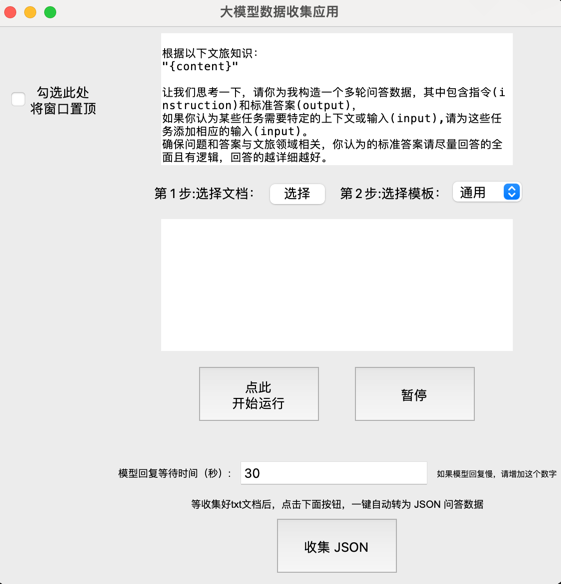 大模型数据收集应用
根据以下文旅知识：
"{content}"
让我们思考一下，请你为我构造一个多轮问答数据，其中包含指令(i
nstruction)和标准答案(output)，
如果你认为某些任务需要特定的上下文或输入(input),请为这些任
务添加相应的输入(input)。
确保问题和答案与文旅领域相关，你认为的标准答案请尽量回答的全
面且有逻辑，回答的越详细越好。
勾选此处
将窗口置顶
第1步:选择文档： 选择 第2步:选择模板： 通用
点此
开始运行
暂停
模型回复等待时间（秒）： 30 如果模型回复慢，请增加这个数字
等收集好txt文档后，点击下面按钮，一键自动转为 JSON 问答数据
收集 JSON